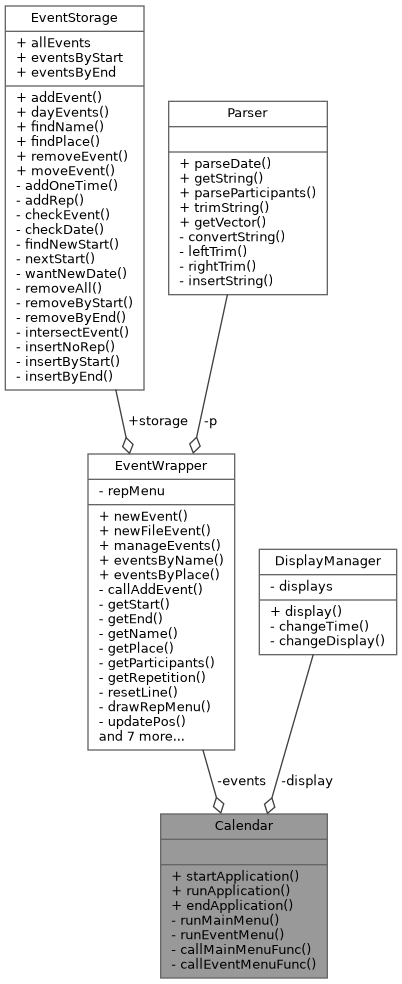 EventStorage
+ allEvents
+ eventsByStart
+ eventsByEnd
+ addEvent()
+ dayEvents()
+ findName()
+ findPlace()
+ removeEvent()
+ moveEvent()
- addOneTime()
- addRep()
- checkEvent()
- checkDate()
- findNewStart()
- nextStart()
- wantNewDate()
- removeAll()
- removeByStart()
- removeByEnd()
- intersectEvent()
- insertNoRep()
- insertByStart()
- insertByEnd()
Parser
+ parseDate()
+ getString()
+ parseParticipants()
+ trimString()
+ getVector()
- convertString()
- leftTrim()
- rightTrim()
- insertString()
+storage
-p
EventWrapper
- repMenu
+ newEvent()
+ newFileEvent()
+ manageEvents()
+ eventsByName()
+ eventsByPlace()
- callAddEvent()
- getStart()
- getEnd()
- getName()
- getPlace()
- getParticipants()
- getRepetition()
- resetLine()
- drawRepMenu()
- updatePos()
and 7 more...
DisplayManager
- displays
+ display()
- changeTime()
- changeDisplay()
-events
-display
Calendar
+ startApplication()
+ runApplication()
+ endApplication()
- runMainMenu()
- runEventMenu()
- callMainMenuFunc()
- callEventMenuFunc()